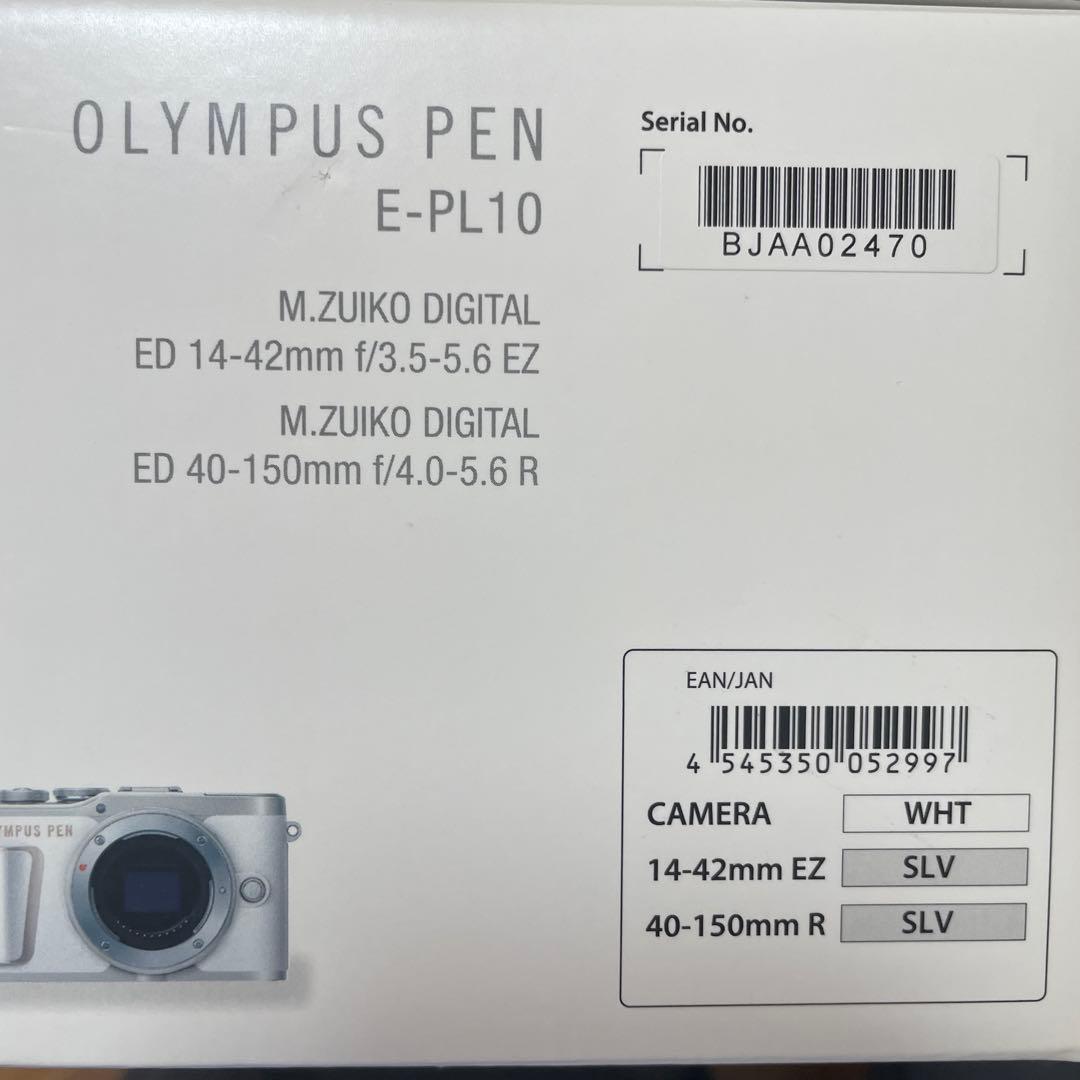 OLYMPUS PEN
E-PL10
M.ZUIKO DIGITAL
ED 14-42mm f/3.5-5.6 EZ
M.ZUIKO DIGITAL
ED 40-150mm f/4.0-5.6 R
Serial No.
BJAA02470
EAN/JAN
4 545350 052997
CAMERA WHT
14-42mm EZ SLV
40-150mm R SLV
YMPUS PEN